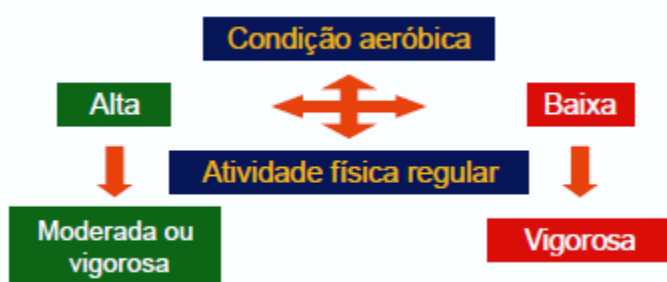 Condição aeróbica
Alta
Baixa
Atividade física regular
Moderada ou
vigorosa
Vigorosa